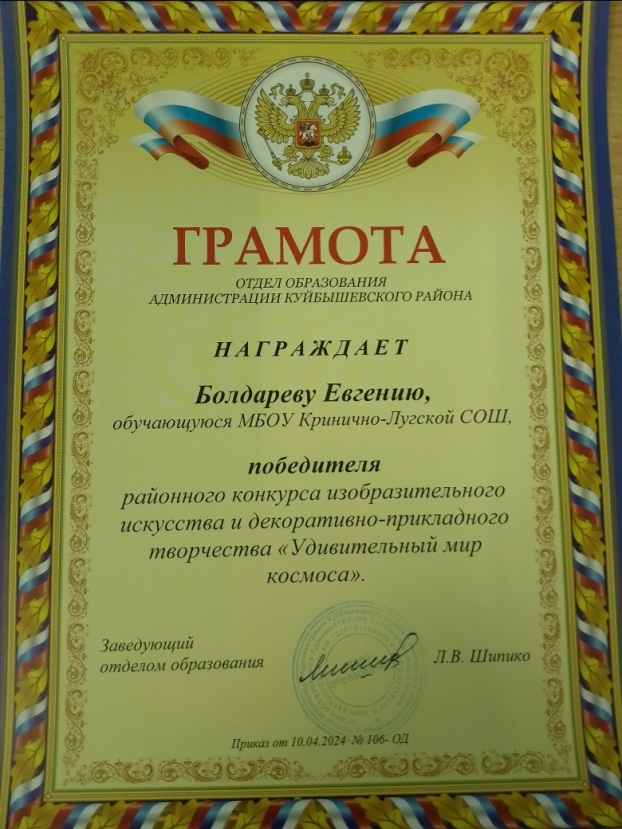 ГРАМОТА
ОТДЕЛ ОБРАЗОВАНИЯ
АДМИНИСТРАЦИИ КУЙБЫШЕВСКОГО РАЙОНА
НАГРАЖДАЕТ
Болдареву Евгению,
обучающуюся МБОУ Кринично-Лугской СОШ,
победителя
районного конкурса изобразительного
искусства и декоративно-прикладного
творчества «Удивительный мир
космоса».
Заведующий
отделом образования
Л.В. Шипико
Приказ от 10.04.2024 № 106- ОД